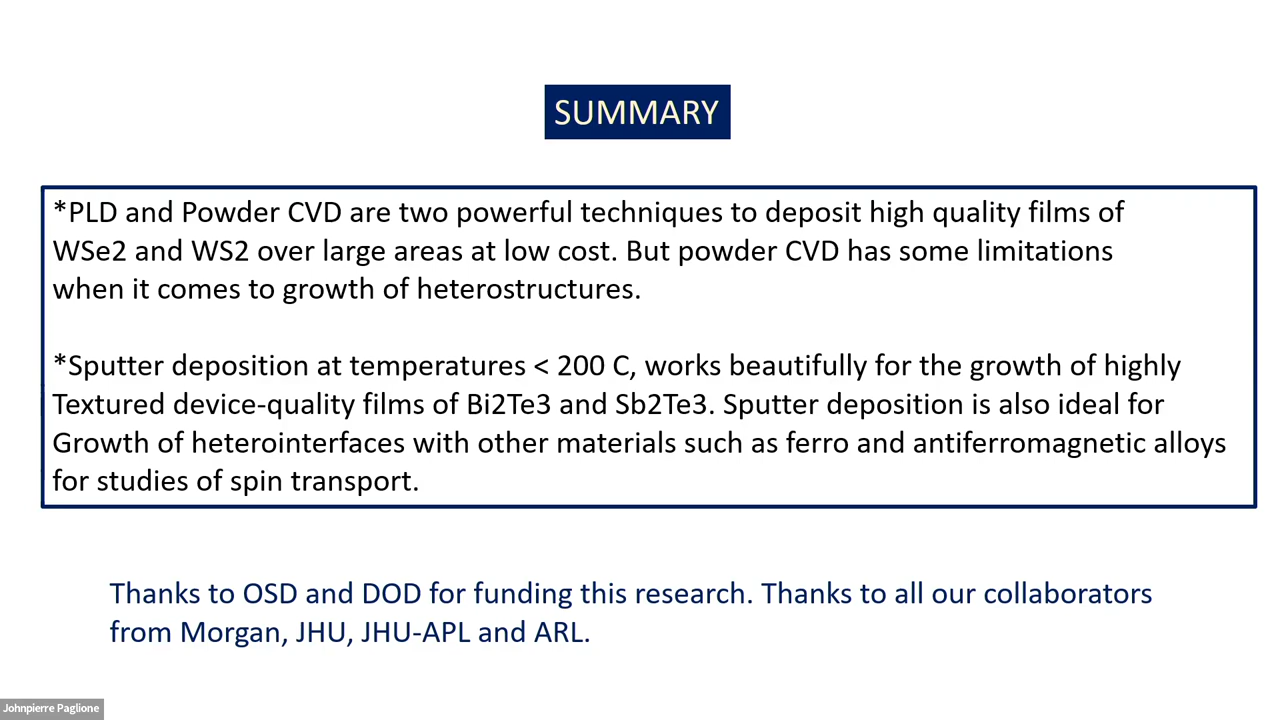 SUMMARY
*PLD and Powder CVD are two powerful techniques to deposit high quality films of
WSe2 and WS2 over large areas at low cost. But powder CVD has some limitations
when it comes to growth of heterostructures.
*Sputter deposition at temperatures < 200 C, works beautifully for the growth of highly
Textured device-quality films of Bi2Te3 and Sb2Te3. Sputter deposition is also ideal for
Growth of heterointerfaces with other materials such as ferro and antiferromagnetic alloys
for studies of spin transport.
Thanks to OSD and DOD for funding this research. Thanks to all our collaborators
from Morgan, JHU, JHU-APL and ARL.
Johnpierre Paglione